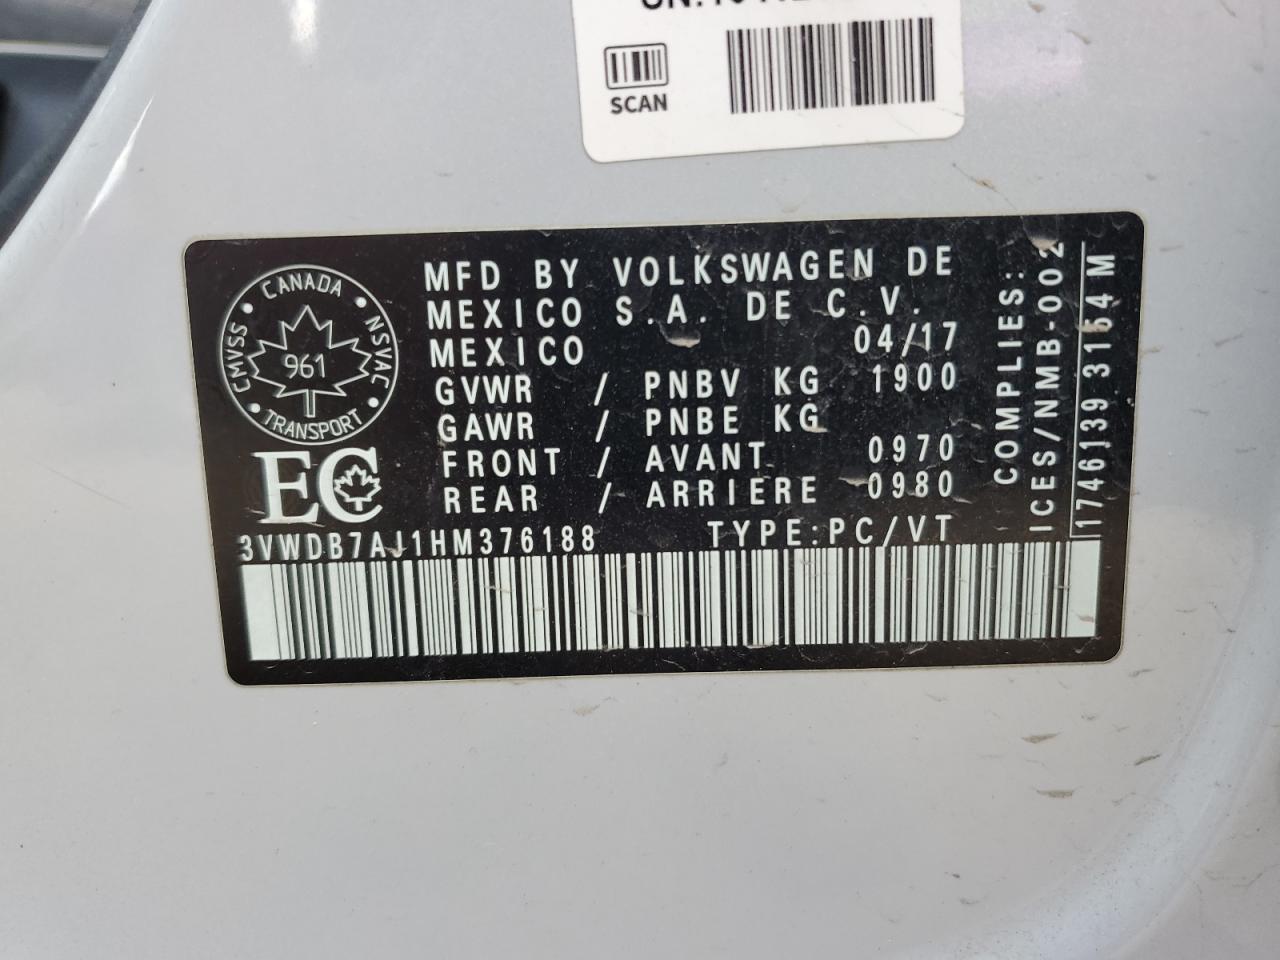 SCAN
CANADA
CMVSS
NSVAC
961
TRANSPORT
EC
MFD BY VOLKSWAGEN DE
MEXICO S.A. DE C.V.
MEXICO 04/17
GVWR / PNBV KG 1900
GAWR / PNBE KG
FRONT / AVANT 0970
REAR / ARRIERE 0980
3VWDB7AJ1HM376188 TYPE:PC/VT
COMPLIES:
ICES/NMB-002
1746139 3154 M